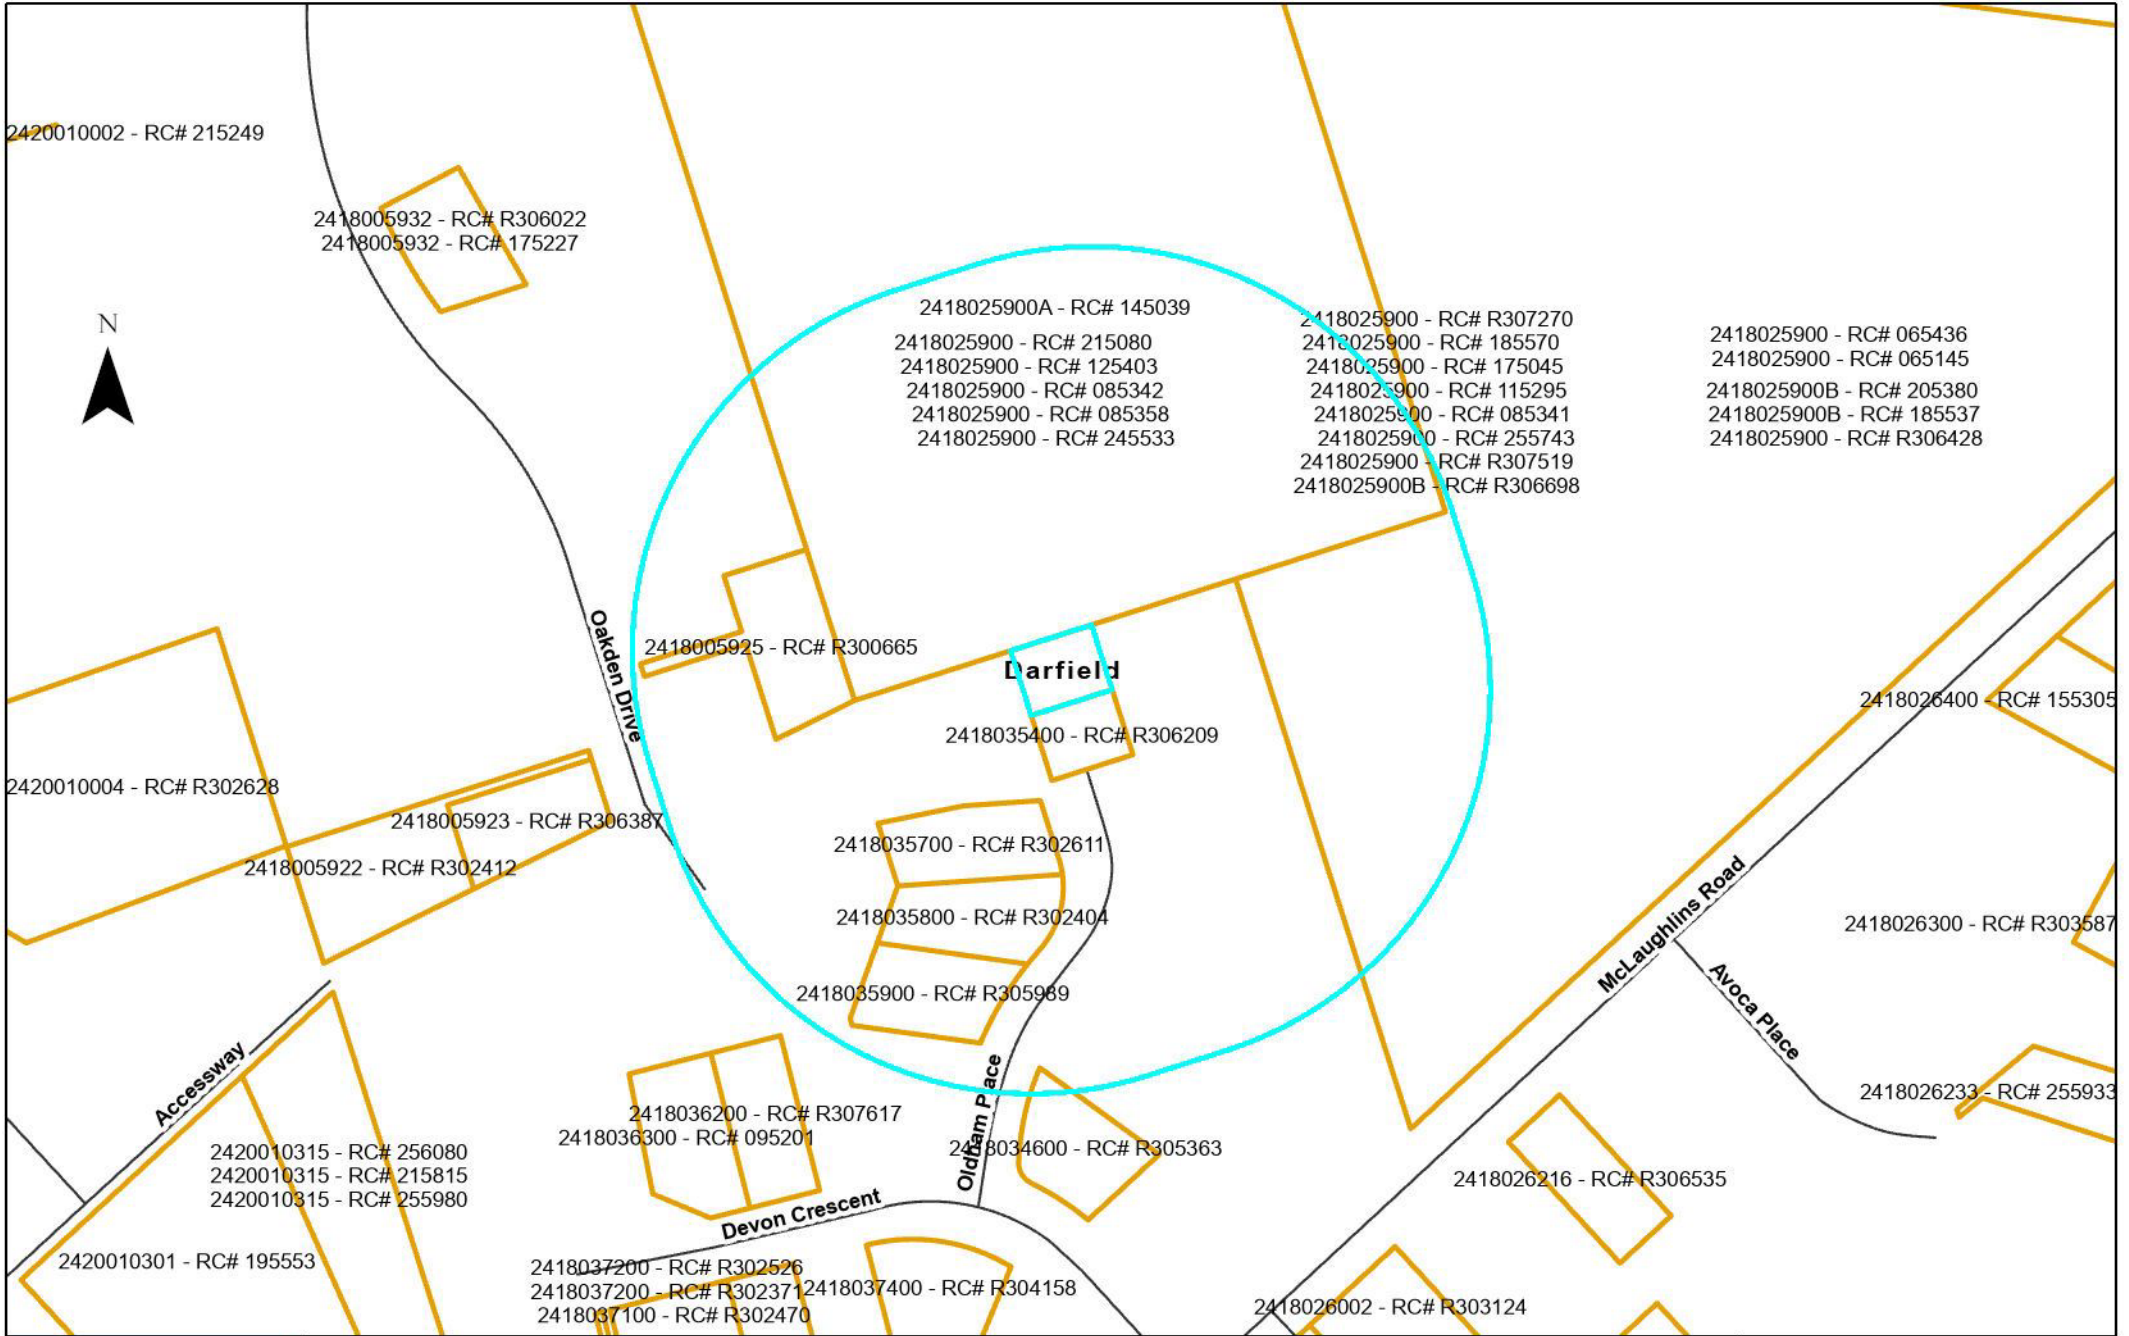 2420010002 - RC# 215249
2418005932 - RC# R306022
2418005932 - RC# 175227
N
2418025900A - RC# 145039
2418025900 - RC# 215080
2418025900 - RC# 125403
2418025900 - RC# 085342
2418025900 - RC# 085358
2418025900 - RC# 245533
2418025900 - RC# R307270
2418025900 - RC# 185570
2418025900 - RC# 175045
2418025900 - RC# 115295
2418025900 - RC# 085341
2418025900 - RC# 255743
2418025900 - RC# R307519
2418025900B - RC# R306698
2418025900 - RC# 065436
2418025900 - RC# 065145
2418025900B - RC# 205380
2418025900B - RC# 185537
2418025900 - RC# R306428
Oakden Drive
2418005925 - RC# R300665
Darfield
2418035400 - RC# R306209
2418026400 - RC# 155305
2420010004 - RC# R302628
2418005923 - RC# R306387
2418005922 - RC# R302412
2418035700 - RC# R302611
2418035800 - RC# R302404
2418035900 - RC# R305989
McLaughlins Road
2418026300 - RC# R303587
Avoca Place
Accessway
2418036200 - RC# R307617
2418036300 - RC# 095201
Oldham Place
2418034600 - RC# R305363
2418026233 - RC# 255933
2420010315 - RC# 256080
2420010315 - RC# 215815
2420010315 - RC# 255980
2418026216 - RC# R306535
Devon Crescent
2420010301 - RC# 195553
2418037200 - RC# R302526
2418037200 - RC# R302371
2418037100 - RC# R302470
2418037400 - RC# R304158
2418026002 - RC# R303124